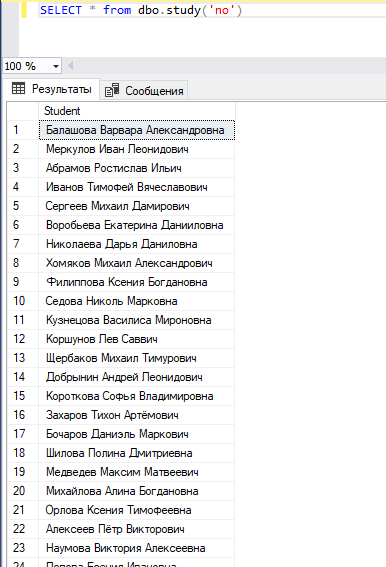 SELECT * from dbo.study('no')
100 %
Результаты Сообщения
Student
1 Балашова Варвара Александровна
2 Меркулов Иван Леонидович
3 Абрамов Ростислав Ильич
4 Иванов Тимофей Вячеславович
5 Сергеев Михаил Дамирович
6 Воробьева Екатерина Данииловна
7 Николаева Дарья Даниловна
8 Хомяков Михаил Александрович
9 Филиппова Ксения Богдановна
10 Седова Николь Марковна
11 Кузнецова Василиса Мироновна
12 Коршунов Лев Саввич
13 Щербаков Михаил Тимурович
14 Добрынин Андрей Леонидович
15 Короткова Софья Владимировна
16 Захаров Тихон Артёмович
17 Бочаров Даниэль Маркович
18 Шилова Полина Дмитриевна
19 Медведев Максим Матвеевич
20 Михайлова Алина Богдановна
21 Орлова Ксения Тимофеевна
22 Алексеев Пётр Викторович
23 Наумова Виктория Алексеевна
24